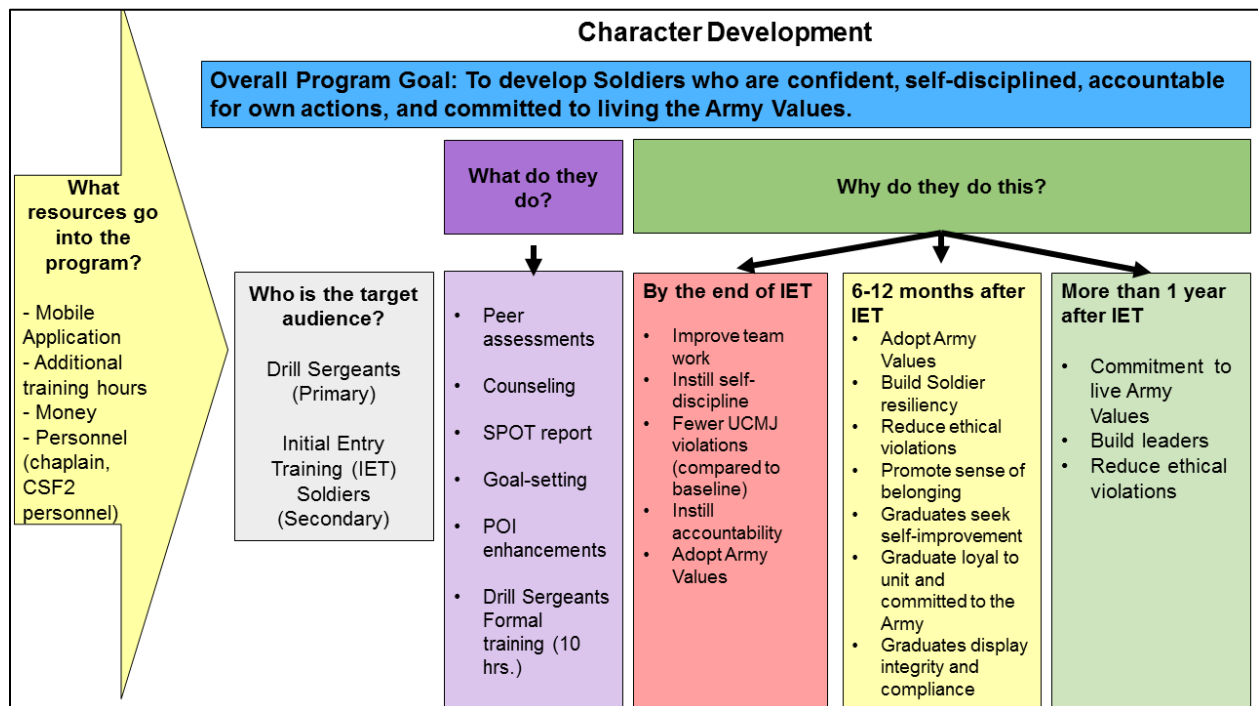 Character Development
Overall Program Goal: To develop Soldiers who are confident, self-disciplined, accountable
for own actions, and committed to living the Army Values.
What
resources go
into the
program?
- Mobile
Application
- Additional
training hours
- Money
- Personnel
(chaplain,
CSF2
personnel)
Who is the target
audience?
Drill Sergeants
(Primary)
Initial Entry
Training (IET)
Soldiers
(Secondary)
What do they
do?
• Peer
assessments
• Counseling
• SPOT report
• Goal-setting
• POI
enhancements
• Drill Sergeants
Formal
training (10
hrs.)
Why do they do this?
By the end of IET
• Improve team
work
• Instill self-
discipline
• Fewer UCMJ
violations
(compared to
baseline)
• Instill
accountability
• Adopt Army
Values
6-12 months after
IET
• Adopt Army
Values
• Build Soldier
resiliency
• Reduce ethical
violations
• Promote sense of
belonging
• Graduates seek
self-improvement
• Graduate loyal to
unit and
committed to the
Army
• Graduates display
integrity and
compliance
More than 1 year
after IET
• Commitment to
live Army
Values
• Build leaders
• Reduce ethical
violations